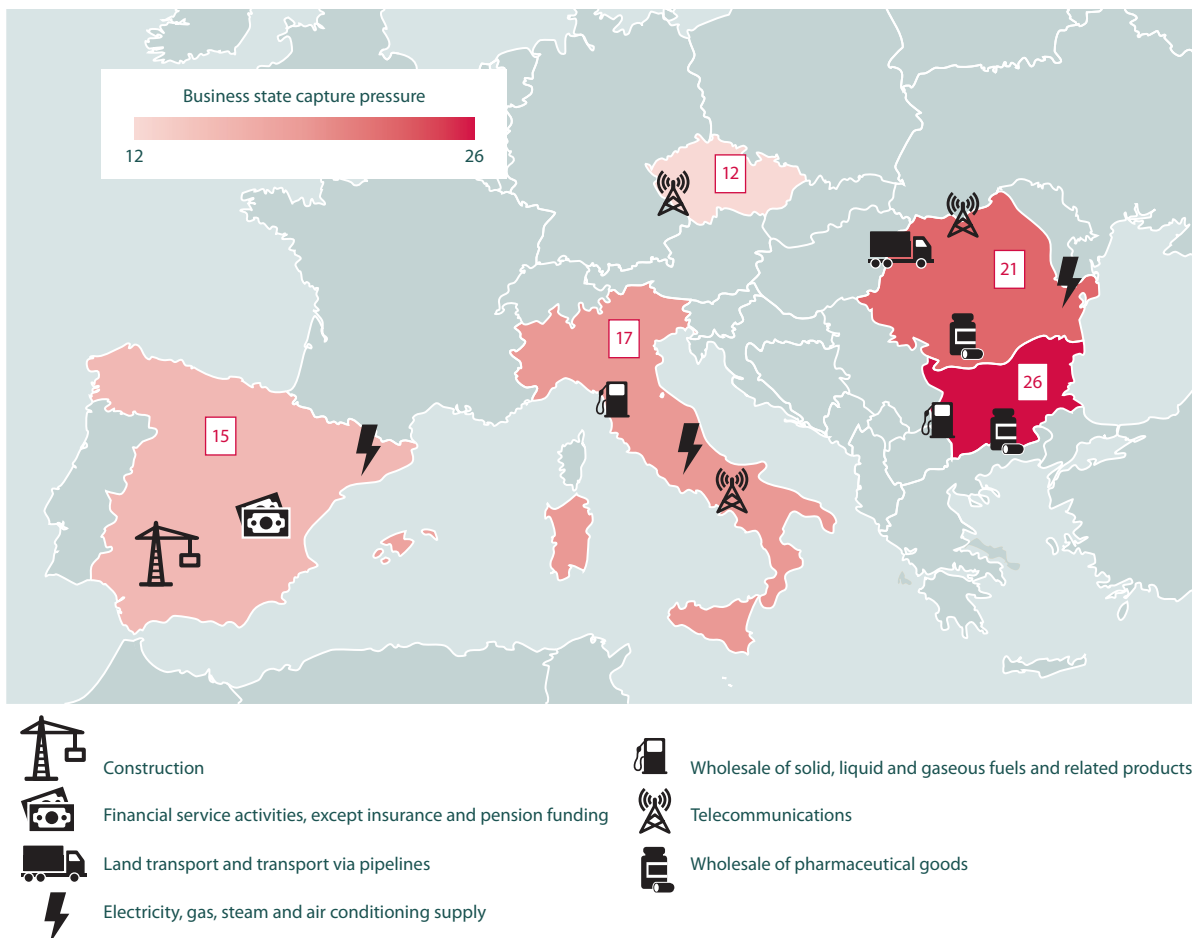 Business state capture pressure
12 26
12
21
17
26
15
Construction
Financial service activities, except insurance and pension funding
Land transport and transport via pipelines
Electricity, gas, steam and air conditioning supply
Wholesale of solid, liquid and gaseous fuels and related products
Telecommunications
Wholesale of pharmaceutical goods